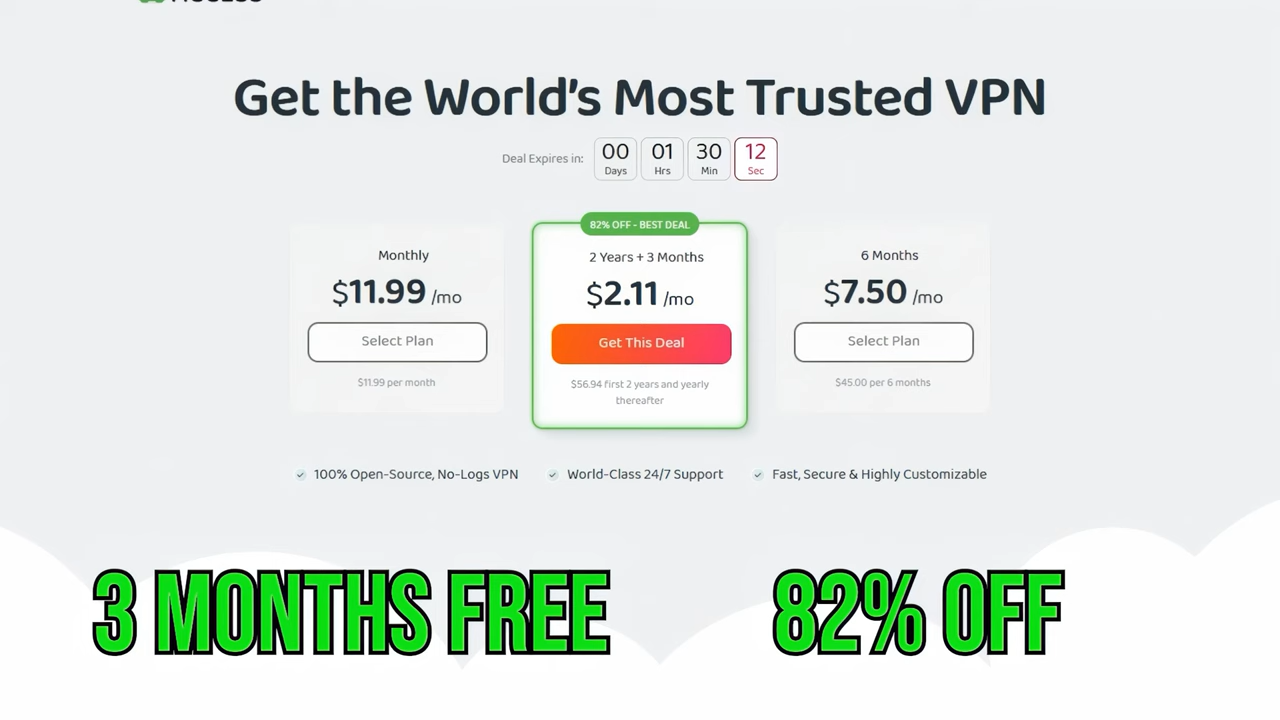 Get the World's Most Trusted VPN
Deal Expires in: 00 Days 01 Hrs 30 Min 12 Sec
Monthly
$11.99 /mo
Select Plan
$11.99 per month
82% OFF - BEST DEAL
2 Years + 3 Months
$2.11 /mo
Get This Deal
$56.94 first 2 years and yearly
thereafter
6 Months
$7.50 /mo
Select Plan
$45.00 per 6 months
100% Open-Source, No-Logs VPN
World-Class 24/7 Support
Fast, Secure & Highly Customizable
3 MONTHS FREE
82% OFF